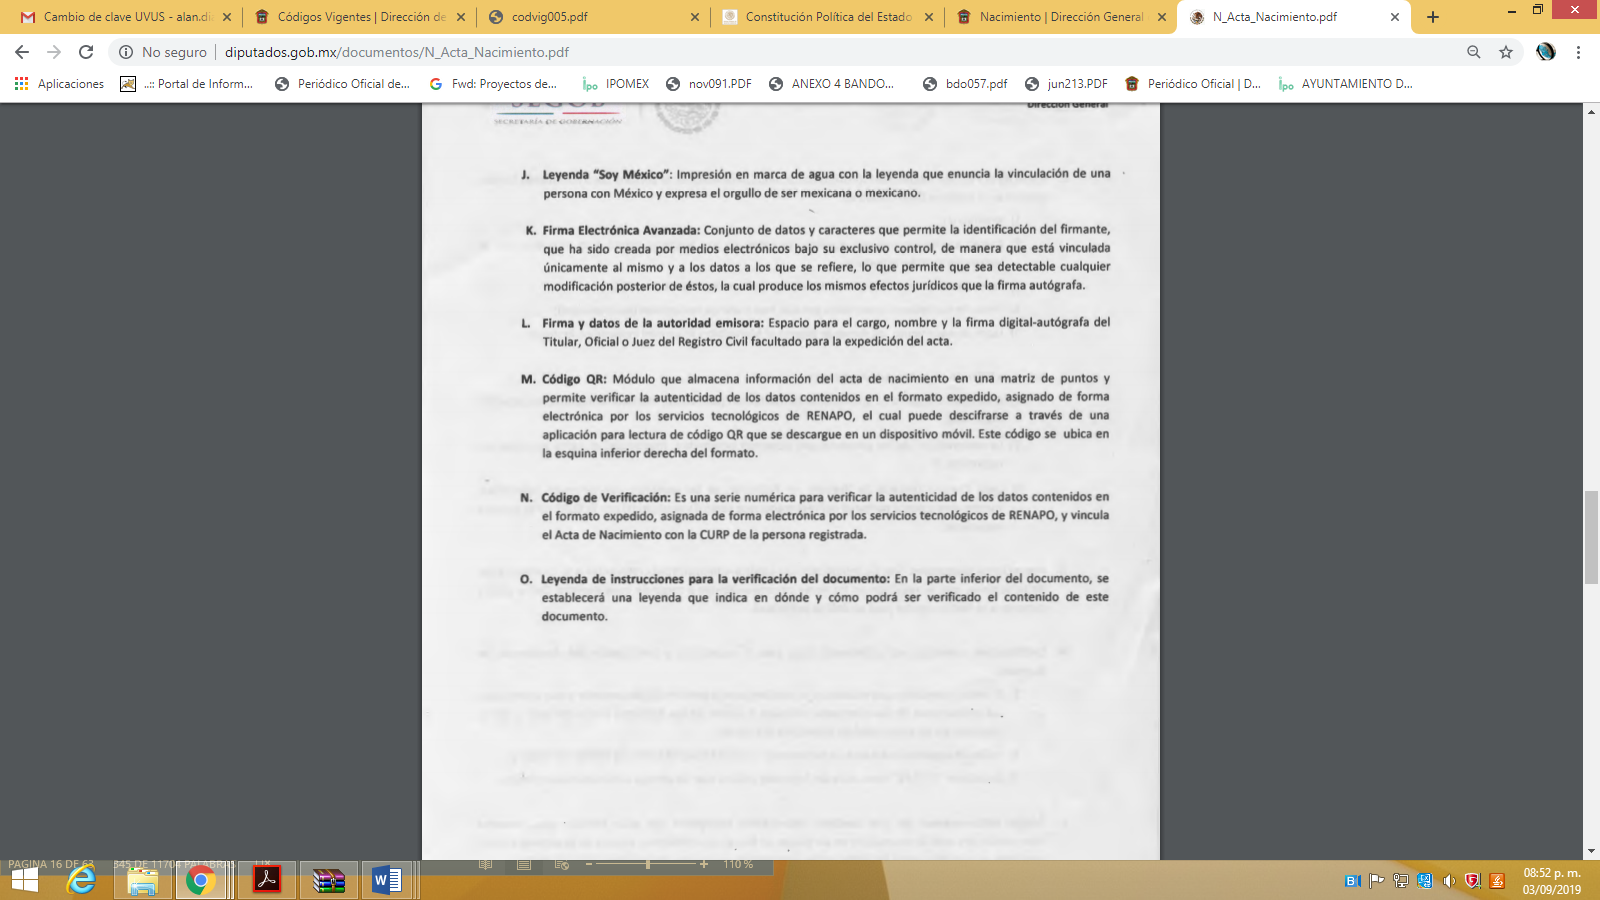 Cambio de clave UVUS - alan.di
Códigos Vigentes | Dirección de
codvig005.pdf
Constitución Política del Estado
Nacimiento | Dirección General
N_Acta_Nacimiento.pdf
No seguro
diputados.gob.mx/documentos/N_Acta_Nacimiento.pdf
Aplicaciones
..:: Portal de Inform...
Periódico Oficial de...
Fwd: Proyectos de...
IPOMEX
nov091.PDF
ANEXO 4 BANDO...
bdo057.pdf
jun213.PDF
Periódico Oficial | D...
AYUNTAMIENTO D...
SEGOB
SECRETARÍA DE GOBERNACIÓN
Dirección General
J. Leyenda “Soy México”: Impresión en marca de agua con la leyenda que enuncia la vinculación de una
persona con México y expresa el orgullo de ser mexicana o mexicano.
K. Firma Electrónica Avanzada: Conjunto de datos y caracteres que permite la identificación del firmante,
que ha sido creada por medios electrónicos bajo su exclusivo control, de manera que está vinculada
únicamente al mismo y a los datos a los que se refiere, lo que permite que sea detectable cualquier
modificación posterior de éstos, la cual produce los mismos efectos jurídicos que la firma autógrafa.
L. Firma y datos de la autoridad emisora: Espacio para el cargo, nombre y la firma digital-autógrafa del
Titular, Oficial o Juez del Registro Civil facultado para la expedición del acta.
M. Código QR: Módulo que almacena información del acta de nacimiento en una matriz de puntos y
permite verificar la autenticidad de los datos contenidos en el formato expedido, asignado de forma
electrónica por los servicios tecnológicos de RENAPO, el cual puede descifrarse a través de una
aplicación para lectura de código QR que se descargue en un dispositivo móvil. Este código se ubica en
la esquina inferior derecha del formato.
N. Código de Verificación: Es una serie numérica para verificar la autenticidad de los datos contenidos en
el formato expedido, asignada de forma electrónica por los servicios tecnológicos de RENAPO, y vincula
el Acta de Nacimiento con la CURP de la persona registrada.
O. Leyenda de instrucciones para la verificación del documento: En la parte inferior del documento, se
establecerá una leyenda que indica en dónde y cómo podrá ser verificado el contenido de este
documento.
PÁGINA 16 DE 63 845 DE 11704 PALABRAS
110 %
08:52 p. m.
03/09/2019